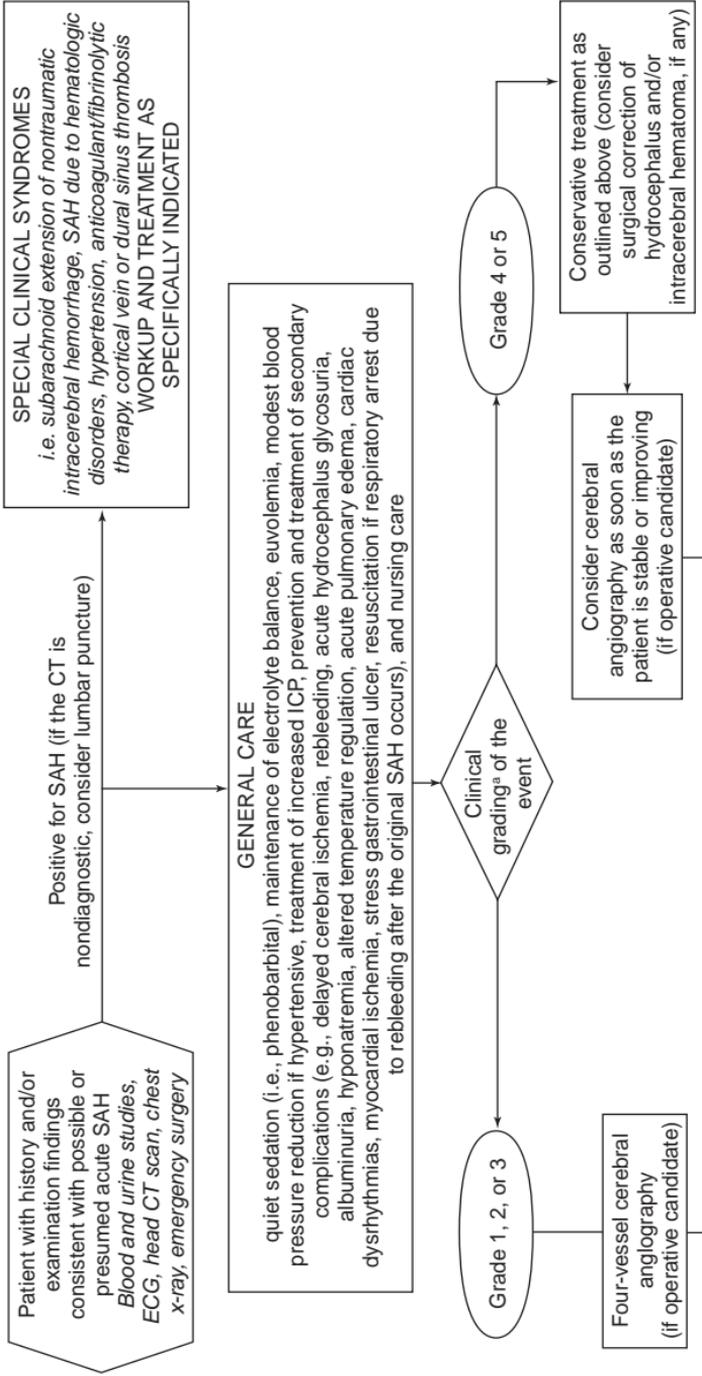 Patient with history and/or
examination findings
consistent with possible or
presumed acute SAH
Blood and urine studies,
ECG, head CT scan, chest
x-ray, emergency surgery
Positive for SAH (if the CT is
nondiagnostic, consider lumbar puncture)
SPECIAL CLINICAL SYNDROMES
i.e. subarachnoid extension of nontraumatic
intracerebral hemorrhage, SAH due to hematologic
disorders, hypertension, anticoagulant/fibrinolytic
therapy, cortical vein or dural sinus thrombosis
WORKUP AND TREATMENT AS
SPECIFICALLY INDICATED
GENERAL CARE
quiet sedation (i.e., phenobarbital), maintenance of electrolyte balance, euvolemia, modest blood
pressure reduction if hypertensive, treatment of increased ICP, prevention and treatment of secondary
complications (e.g., delayed cerebral ischemia, rebleeding, acute hydrocephalus glycosuria,
albuminuria, hyponatremia, altered temperature regulation, acute pulmonary edema, cardiac
dysrhythmias, myocardial ischemia, stress gastrointestinal ulcer, resuscitation if respiratory arrest due
to rebleeding after the original SAH occurs), and nursing care
Clinical
gradingª of the
event
Grade 1, 2, or 3
Grade 4 or 5
Four-vessel cerebral
angiography
(if operative candidate)
Conservative treatment as
outlined above (consider
surgical correction of
hydrocephalus and/or
intracerebral hematoma, if any)
Consider cerebral
angiography as soon as the
patient is stable or improving
(if operative candidate)